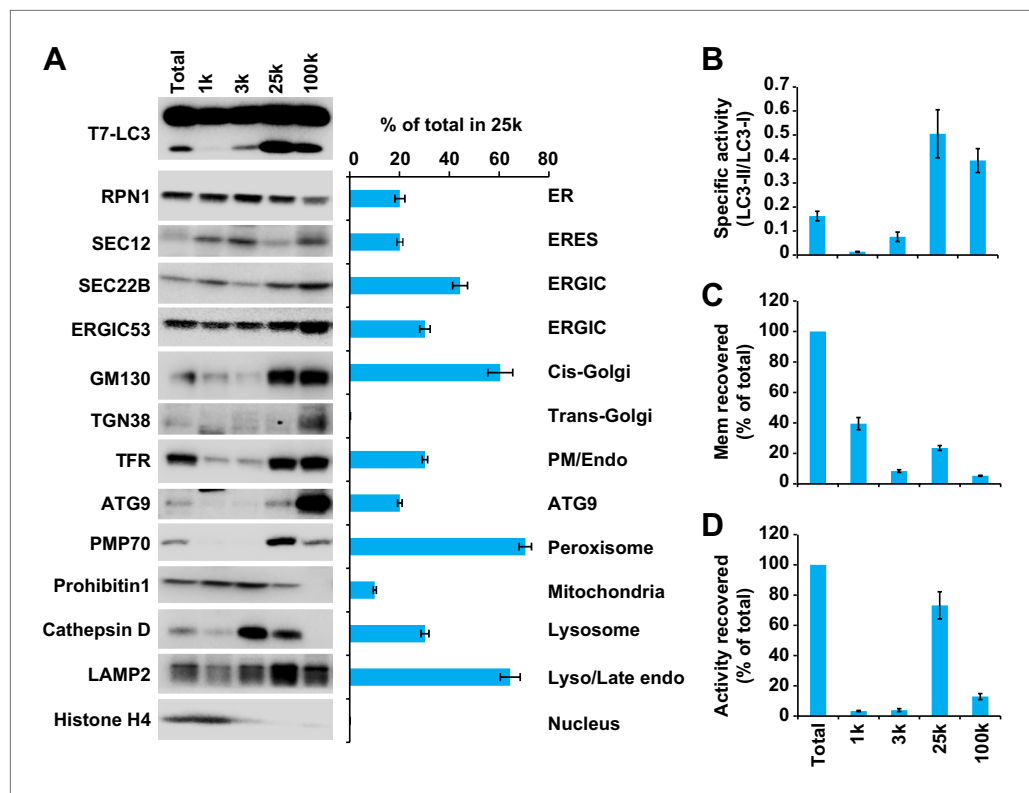 A
Total
1k
3k
25k
100k
T7-LC3
% of total in 25k
0 20 40 60 80
RPN1 ER
SEC12 ERES
SEC22B ERGIC
ERGIC53 ERGIC
GM130 Cis-Golgi
TGN38 Trans-Golgi
TFR PM/Endo
ATG9 ATG9
PMP70 Peroxisome
Prohibitin1 Mitochondria
Cathepsin D Lysosome
LAMP2 Lyso/Late endo
Histone H4 Nucleus
B
Specific activity
(LC3-II/LC3-I)
0.7
0.6
0.5
0.4
0.3
0.2
0.1
0
C
Mem recovered
(% of total)
120
100
80
60
40
20
0
D
Activity recovered
(% of total)
120
100
80
60
40
20
0
Total
1k
3k
25k
100k